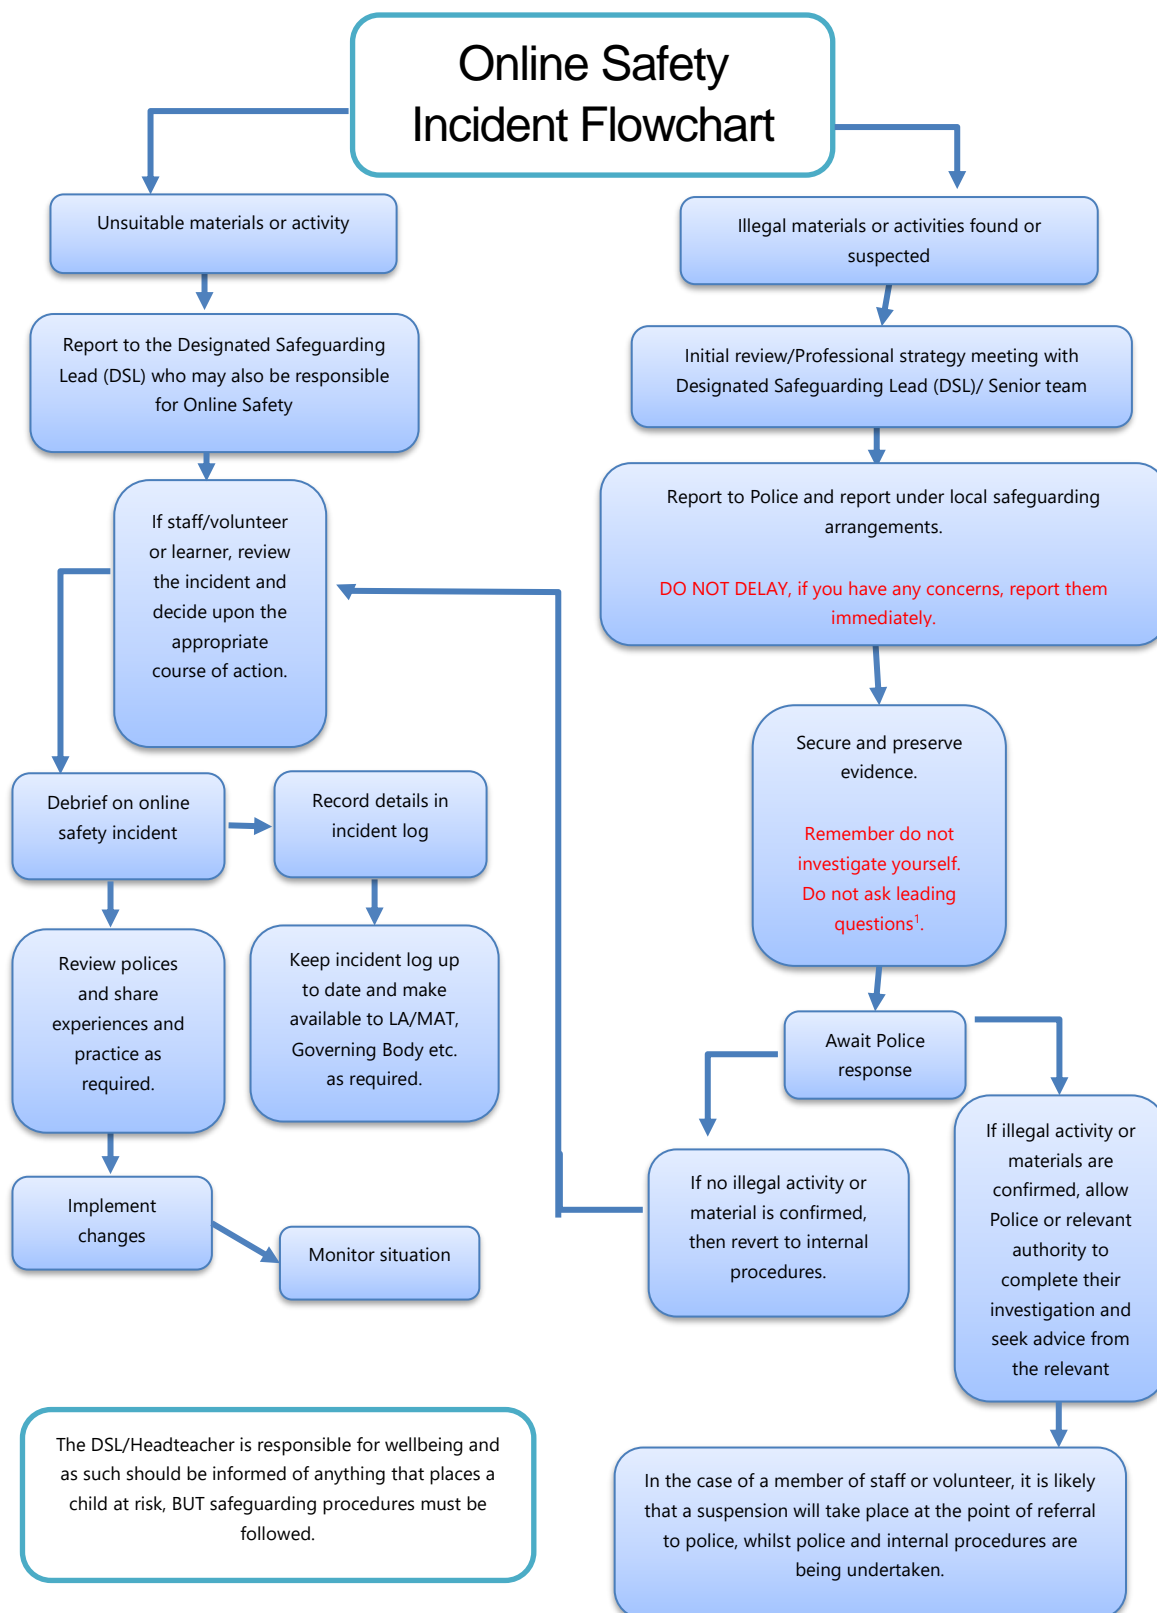 Online Safety
Incident Flowchart
Unsuitable materials or activity
Report to the Designated Safeguarding
Lead (DSL) who may also be responsible
for Online Safety
If staff/volunteer
or learner, review
the incident and
decide upon the
appropriate
course of action.
Debrief on online
safety incident
Record details in
incident log
Review polices
and share
experiences and
practice as
required.
Keep incident log up
to date and make
available to LA/MAT,
Governing Body etc.
as required.
Implement
changes
Monitor situation
Illegal materials or activities found or
suspected
Initial review/Professional strategy meeting with
Designated Safeguarding Lead (DSL)/ Senior team
Report to Police and report under local safeguarding
arrangements.
DO NOT DELAY, if you have any concerns, report them
immediately.
Secure and preserve
evidence.
Remember do not
investigate yourself.
Do not ask leading
questions¹.
Await Police
response
If no illegal activity or
material is confirmed,
then revert to internal
procedures.
If illegal activity or
materials are
confirmed, allow
Police or relevant
authority to
complete their
investigation and
seek advice from
the relevant
In the case of a member of staff or volunteer, it is likely
that a suspension will take place at the point of referral
to police, whilst police and internal procedures are
being undertaken.
The DSL/Headteacher is responsible for wellbeing and
as such should be informed of anything that places a
child at risk, BUT safeguarding procedures must be
followed.